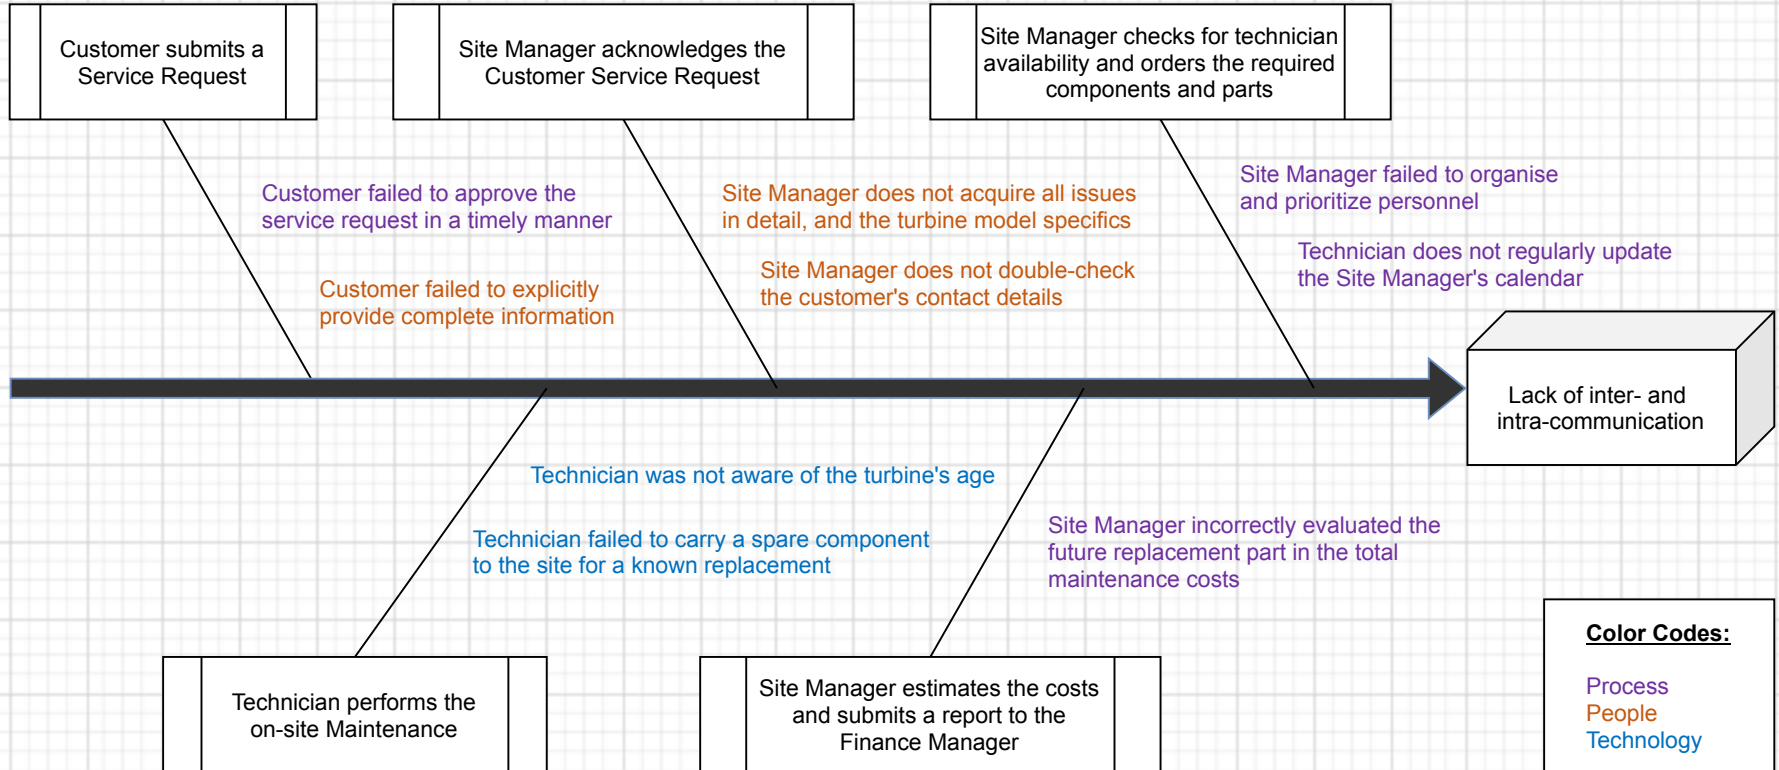 Customer submits a
Service Request
Site Manager acknowledges the
Customer Service Request
Site Manager checks for technician
availability and orders the required
components and parts
Customer failed to approve the
service request in a timely manner
Customer failed to explicitly
provide complete information
Site Manager does not acquire all issues
in detail, and the turbine model specifics
Site Manager does not double-check
the customer's contact details
Site Manager failed to organise
and prioritize personnel
Technician does not regularly update
the Site Manager's calendar
Lack of inter- and
intra-communication
Technician was not aware of the turbine's age
Technician failed to carry a spare component
to the site for a known replacement
Site Manager incorrectly evaluated the
future replacement part in the total
maintenance costs
Technician performs the
on-site Maintenance
Site Manager estimates the costs
and submits a report to the
Finance Manager
Color Codes:
Process
People
Technology